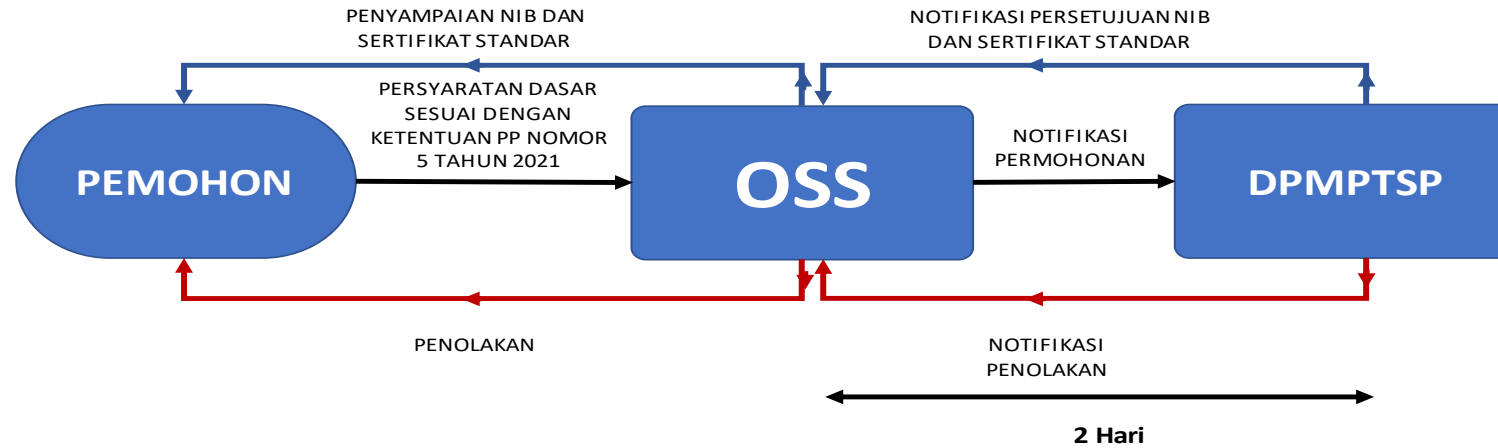 PENYAMPAIAN NIB DAN
SERTIFIKAT STANDAR
NOTIFIKASI PERSETUJUAN NIB
DAN SERTIFIKAT STANDAR
PERSYARATAN DASAR
SESUAI DENGAN
KETENTUAN PP NOMOR
5 TAHUN 2021
NOTIFIKASI
PERMOHONAN
PEMOHON
OSS
DPMPTSP
PENOLAKAN
NOTIFIKASI
PENOLAKAN
2 Hari